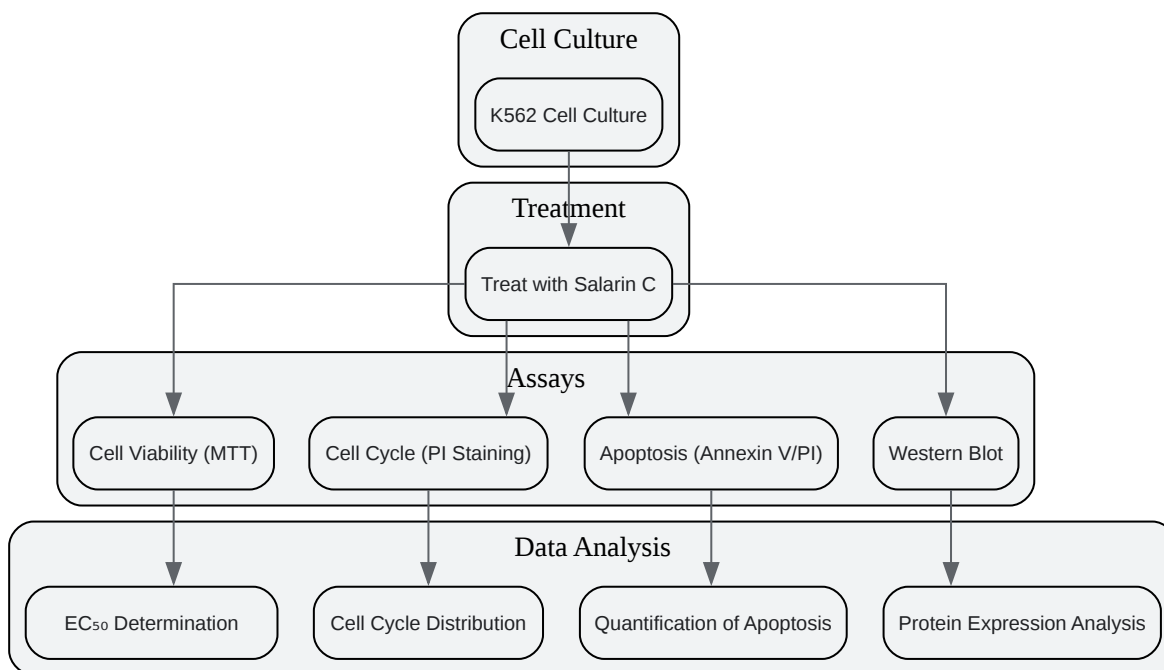 Cell Culture
K562 Cell Culture
Treatment
Treat with Salarin C
Assays
Cell Viability (MTT)
Cell Cycle (PI Staining)
Apoptosis (Annexin V/PI)
Western Blot
Data Analysis
EC₅₀ Determination
Cell Cycle Distribution
Quantification of Apoptosis
Protein Expression Analysis